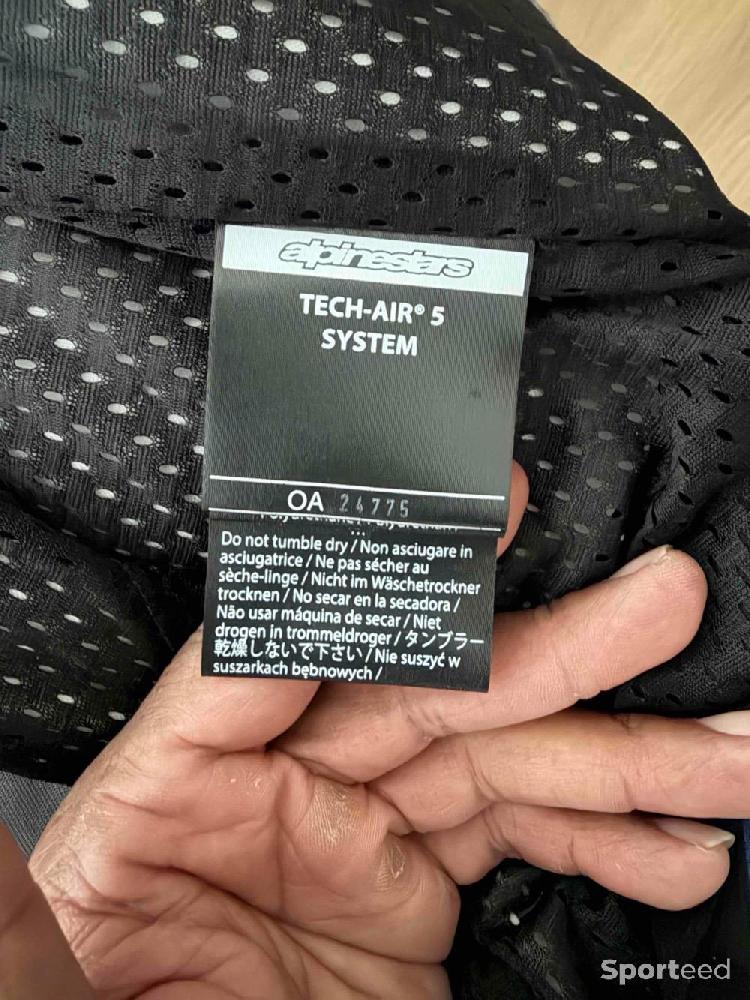 alpinestars
TECH-AIR® 5
SYSTEM
OA 24775
Do not tumble dry / Non asciugare in
asciugatrice / Ne pas sécher au
sèche-linge / Nicht im Wäschetrockner
trocknen / No secar en la secadora /
Não usar máquina de secar / Niet
drogen in trommeldroger / タンブラー
乾燥しないで下さい / Nie suszyć w
suszarkach bębnowych /
Sporteed